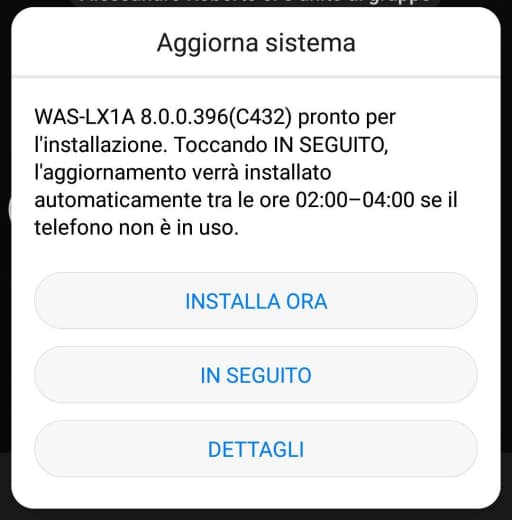 Aggiorna sistema
WAS-LX1A 8.0.0.396(C432) pronto per
l'installazione. Toccando IN SEGUITO,
l'aggiornamento verrà installato
automaticamente tra le ore 02:00–04:00 se il
telefono non è in uso.
INSTALLA ORA
IN SEGUITO
DETTAGLI